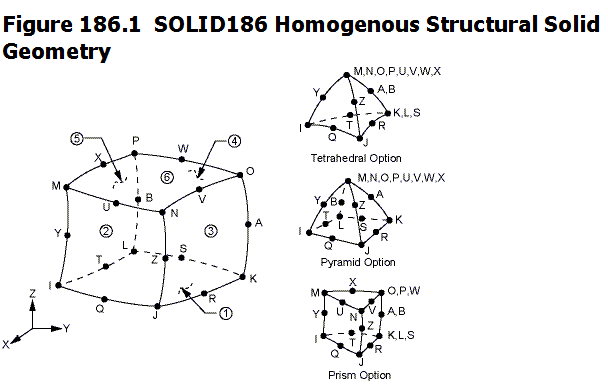 Figure 186.1 SOLID186 Homogenous Structural Solid
Geometry
M,N,O,P,U,V,W,X
Y
A,B
Z
K,L,S
I
T
R
Q
J
Tetrahedral Option
P
W
5
4
X
O
6
M
B
U
V
N
A
Y
2
3
L
S
T
Z
K
I
R
Q
J
1
Z
Y
X
M,N,O,P,U,V,W,X
A
Y
B
Z
T
L
S
K
I
R
Q
J
Pyramid Option
X
M
O,P,W
U
V
N
Y
A,B
Z
I
T
K,L,S
Q
R
J
Prism Option